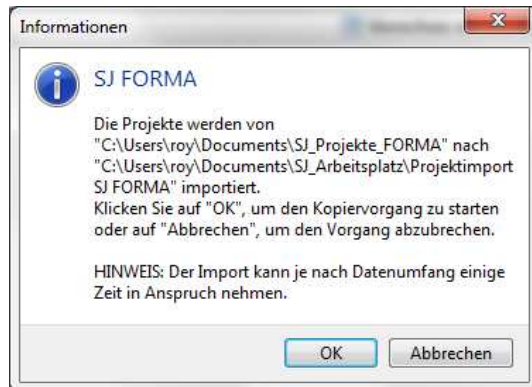 Informationen
SJ FORMA
Die Projekte werden von
"C:\Users\roy\Documents\SJ_Projekte_FORMA" nach
"C:\Users\roy\Documents\SJ_Arbeitsplatz\Projektimport
SJ FORMA" importiert.
Klicken Sie auf "OK", um den Kopiervorgang zu starten
oder auf "Abbrechen", um den Vorgang abzubrechen.
HINWEIS: Der Import kann je nach Datenumfang einige
Zeit in Anspruch nehmen.
OK
Abbrechen